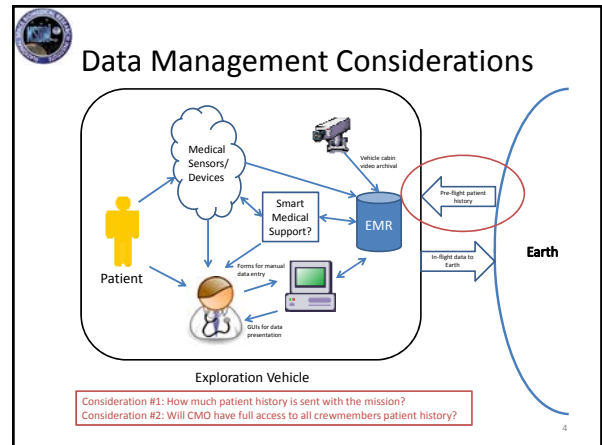 Data Management Considerations
Medical
Sensors/
Devices
Vehicle cabin
video archival
Pre-flight patient
history
Smart
Medical
Support?
EMR
In-flight data to
Earth
Earth
Patient
Forms for manual
data entry
GUIs for data
presentation
Exploration Vehicle
Consideration #1: How much patient history is sent with the mission?
Consideration #2: Will CMO have full access to all crewmembers patient history?
4